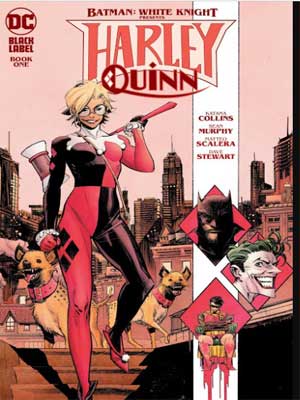 DC
BLACK
LABEL
BOOK
ONE
BATMAN: WHITE KNIGHT
PRESENTS
HARLEY
QUINN
KATANA
COLLINS
SEAN
MURPHY
MATTEO
SCALERA
DAVE
STEWART